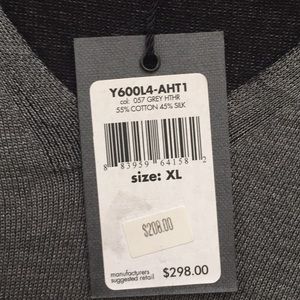 Y600L4-AHT1
col: 057 GREY HTHR
55% COTTON 45% SILK
8 83959 64158 2
size: XL
$208.00
manufacturers
suggested retail $298.00